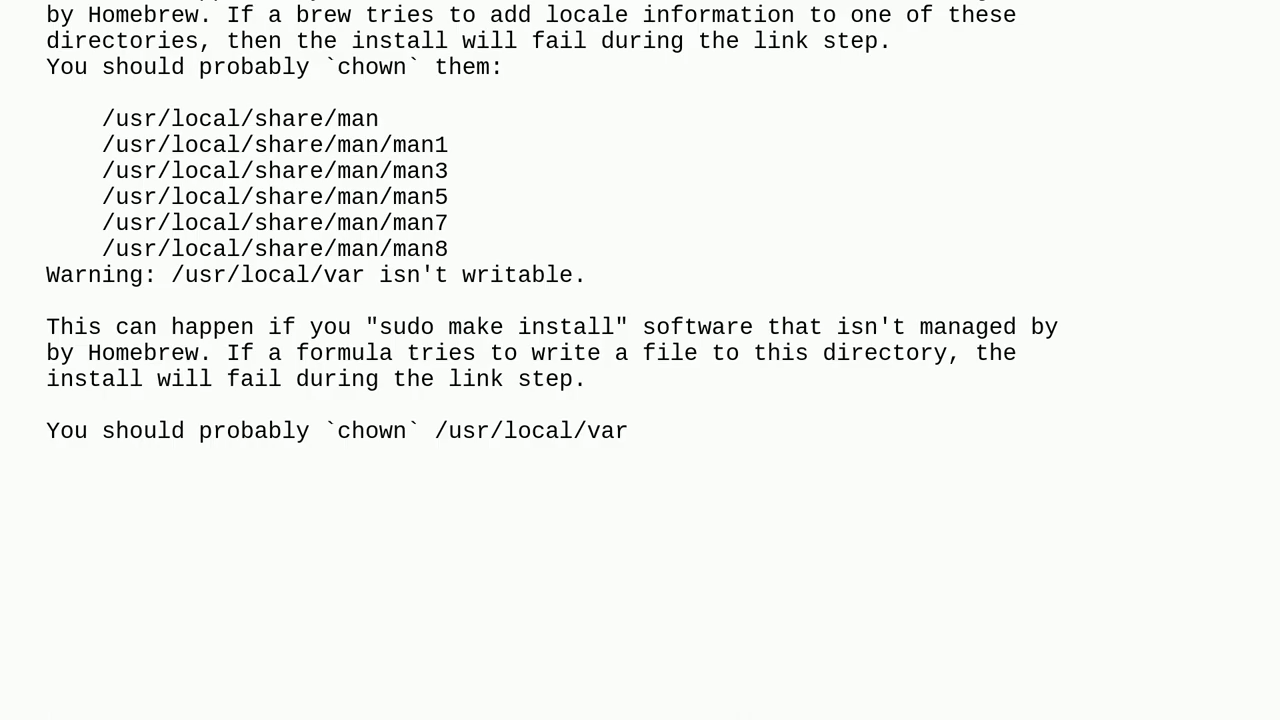 by Homebrew. If a brew tries to add locale information to one of these
directories, then the install will fail during the link step.
You should probably `chown` them:
/usr/local/share/man
/usr/local/share/man/man1
/usr/local/share/man/man3
/usr/local/share/man/man5
/usr/local/share/man/man7
/usr/local/share/man/man8
Warning: /usr/local/var isn't writable.
This can happen if you "sudo make install" software that isn't managed by
by Homebrew. If a formula tries to write a file to this directory, the
install will fail during the link step.
You should probably `chown` /usr/local/var